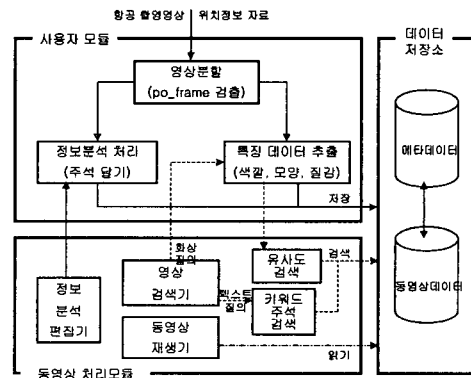 항공 촬영영상 위치정보 자료
사용자 모듈
영상분할
(po_frame 검출)
정보분석 처리
(주석 달기)
특징 데이터 추출
(색깔, 모양, 질감)
저장
데이터
저장소
메타데이터
동영상데이터
화상
질의
영상
검색기
텍스트
질의
유사도
검색
검색
키워드
주석
검색
정보
분석
편집기
동영상
재생기
읽기
동영상 처리모듈